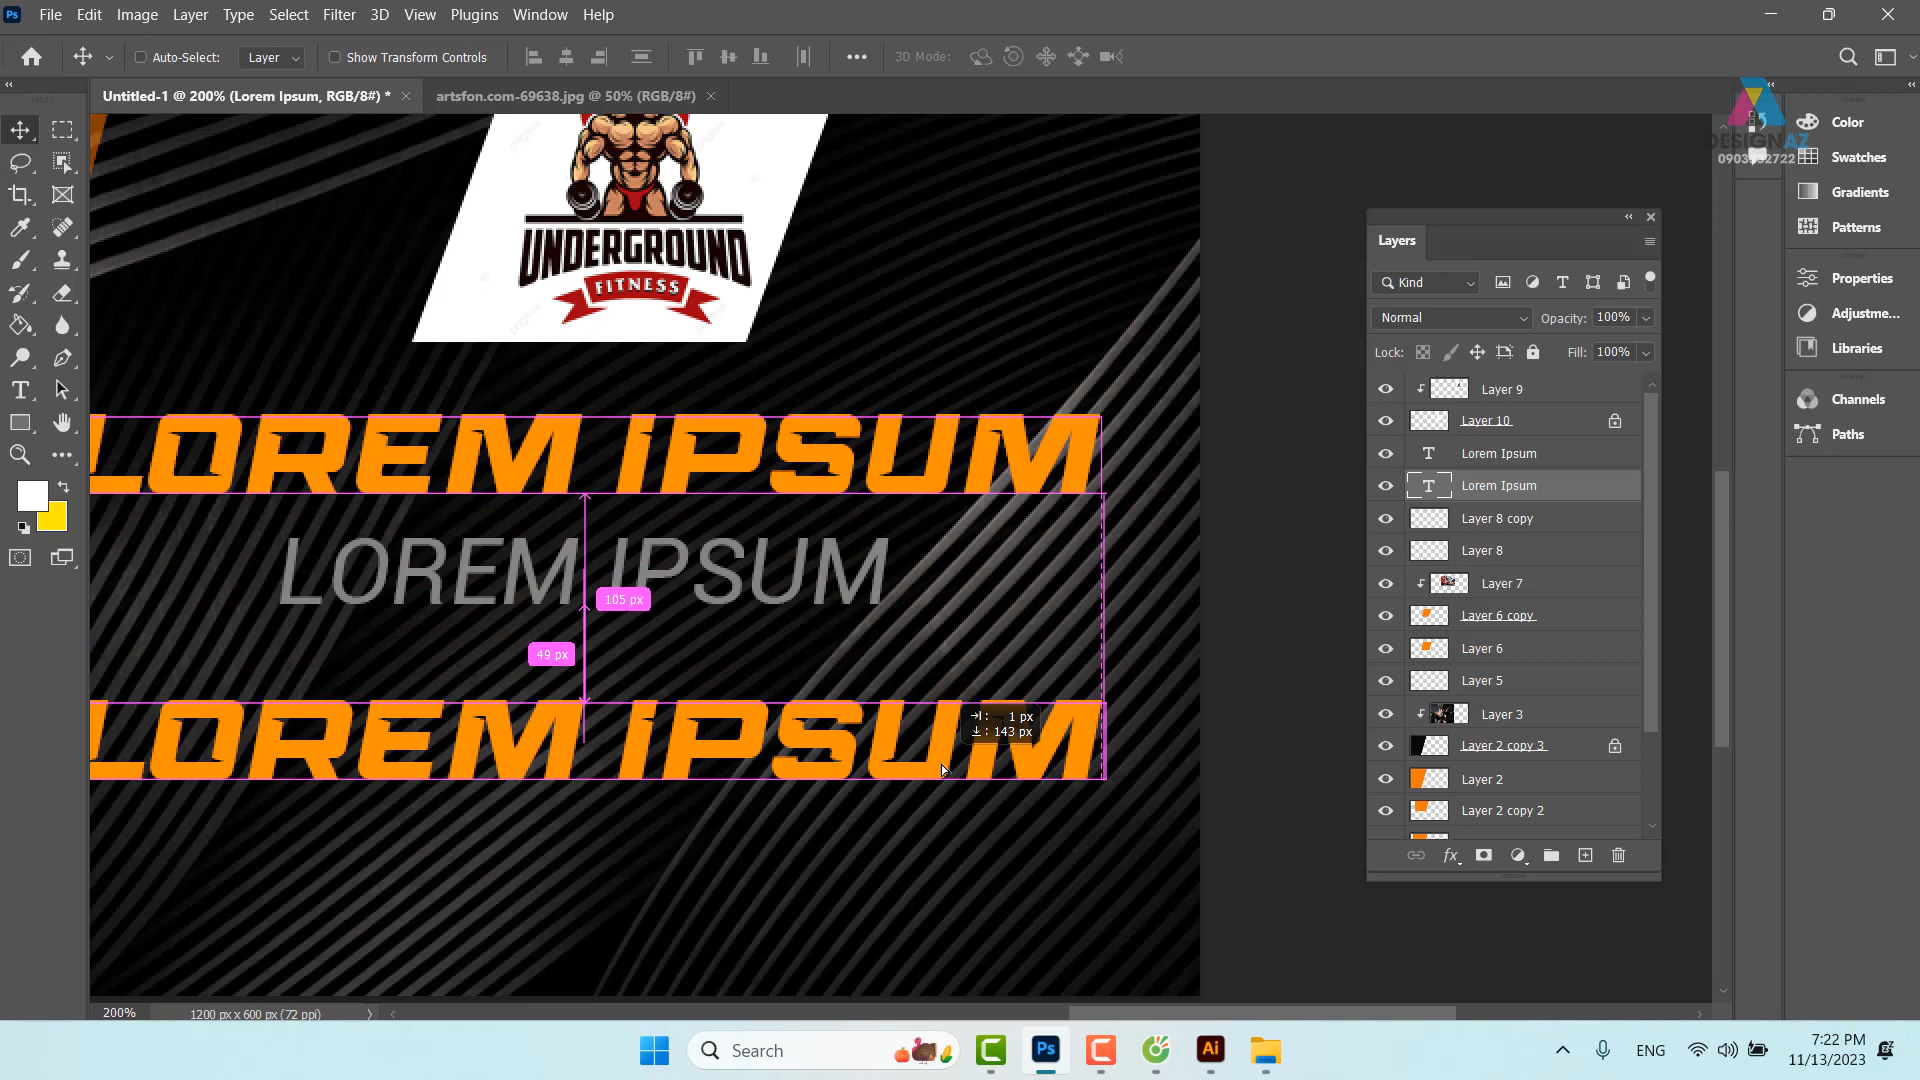 Ps File Edit Image Layer Type Select Filter 3D View Plugins Window Help
Auto-Select: Layer Show Transform Controls 3D Mode:
Untitled-1 @ 200% (Lorem Ipsum, RGB/8#) * artsfon.com-69638.jpg @ 50% (RGB/8#)
DESIGNAZ
UNDERGROUND
FITNESS
LOREM IPSUM
LOREM IPSUM
105 px
49 px
LOREM IPSUM
1 px
143 px
Layers
Kind
Normal Opacity: 100%
Lock: Fill: 100%
Layer 9
Layer 10
Lorem Ipsum
Lorem Ipsum
Layer 8 copy
Layer 8
Layer 7
Layer 6 copy
Layer 6
Layer 5
Layer 3
Layer 2 copy 3
Layer 2
Layer 2 copy 2
Color
Swatches
Gradients
Patterns
Properties
Adjustme...
Libraries
Channels
Paths
200% 1200 px x 600 px (72 ppi)
Search
Ps
Ai
ENG
7:22 PM
11/13/2023